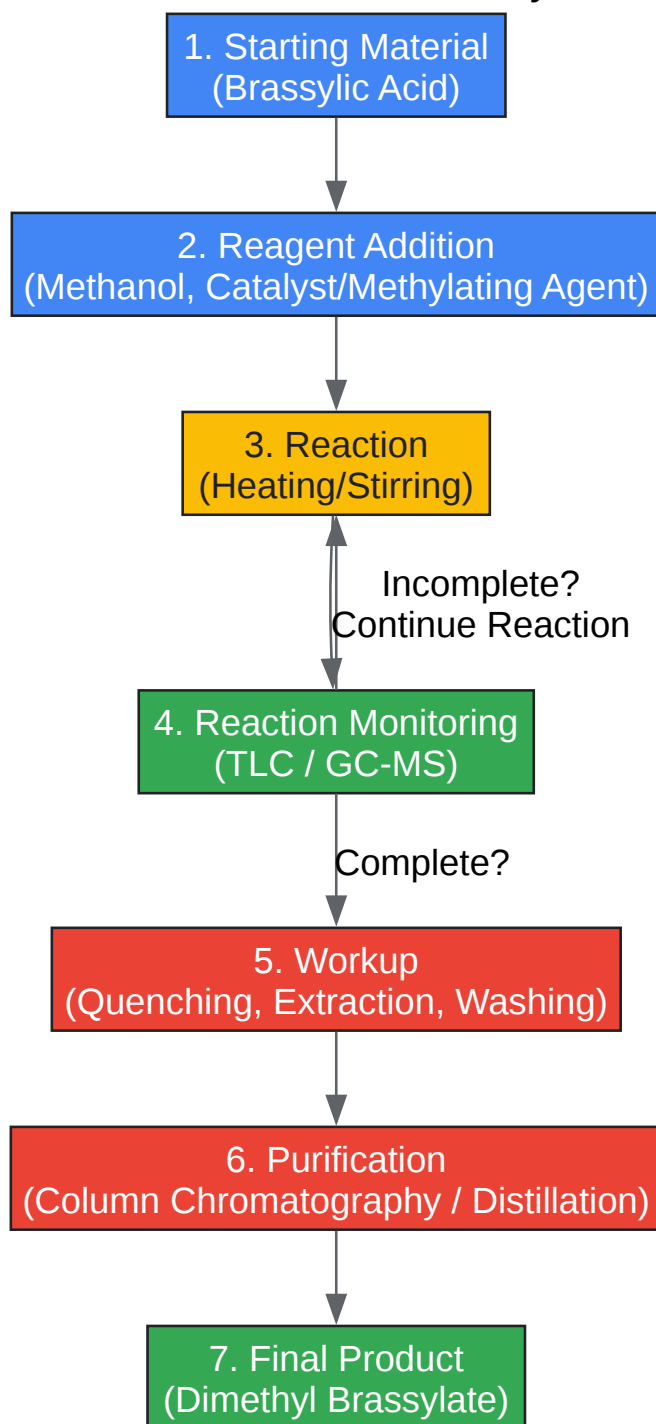 1. Starting Material
(Brassylic Acid)
2. Reagent Addition
(Methanol, Catalyst/Methylating Agent)
3. Reaction
(Heating/Stirring)
Incomplete?
Continue Reaction
4. Reaction Monitoring
(TLC / GC-MS)
Complete?
5. Workup
(Quenching, Extraction, Washing)
6. Purification
(Column Chromatography / Distillation)
7. Final Product
(Dimethyl Brassylate)